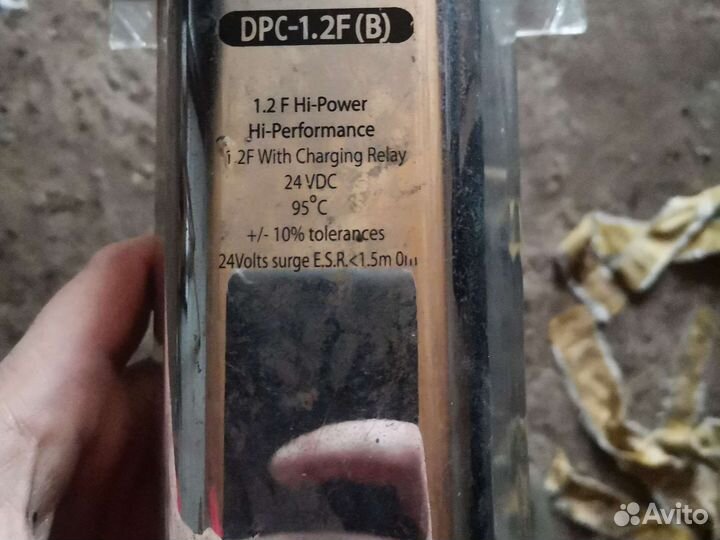 DPC-1.2F (B)
1.2 F Hi-Power
Hi-Performance
1.2F With Charging Relay
24 VDC
95°C
+/- 10% tolerances
24Volts surge E.S.R.<1.5m 0m
Avito